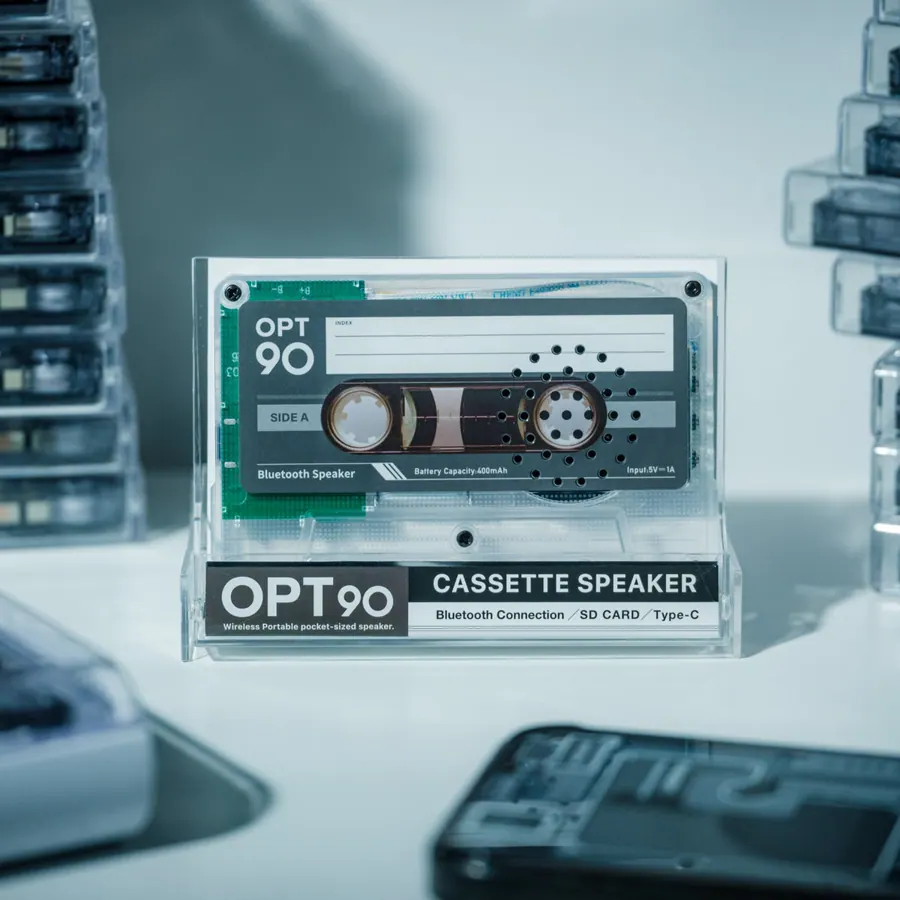 OPT
90
INDEX
SIDE A
Bluetooth Speaker
Battery Capacity:400mAh
Input:5V⎓1A
OPT90
Wireless Portable pocket-sized speaker.
CASSETTE SPEAKER
Bluetooth Connection／SD CARD／Type-C